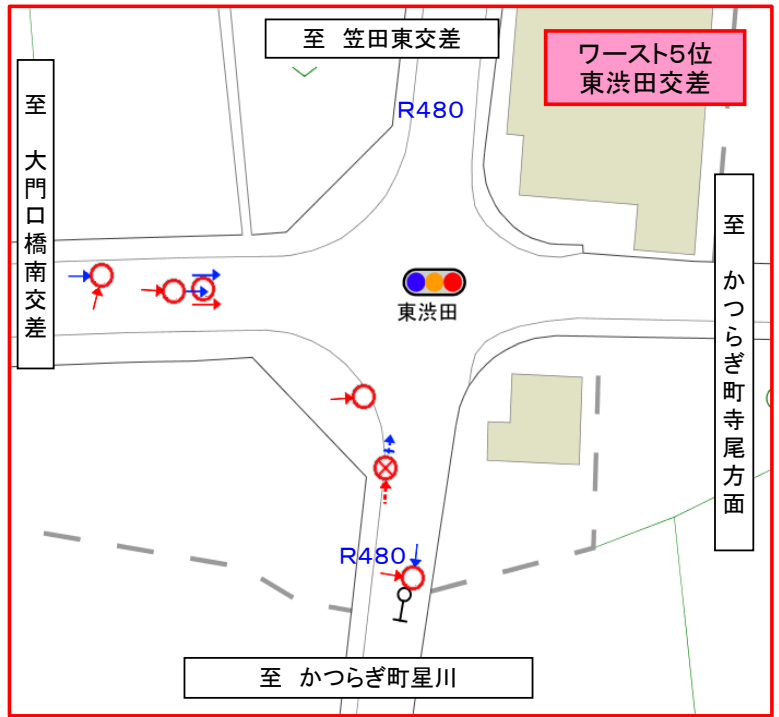 至 笠田東交差
ワースト5位
東渋田交差
R480
至 大門口橋南交差
至 かつらぎ町寺尾方面
東渋田
R480
至 かつらぎ町星川